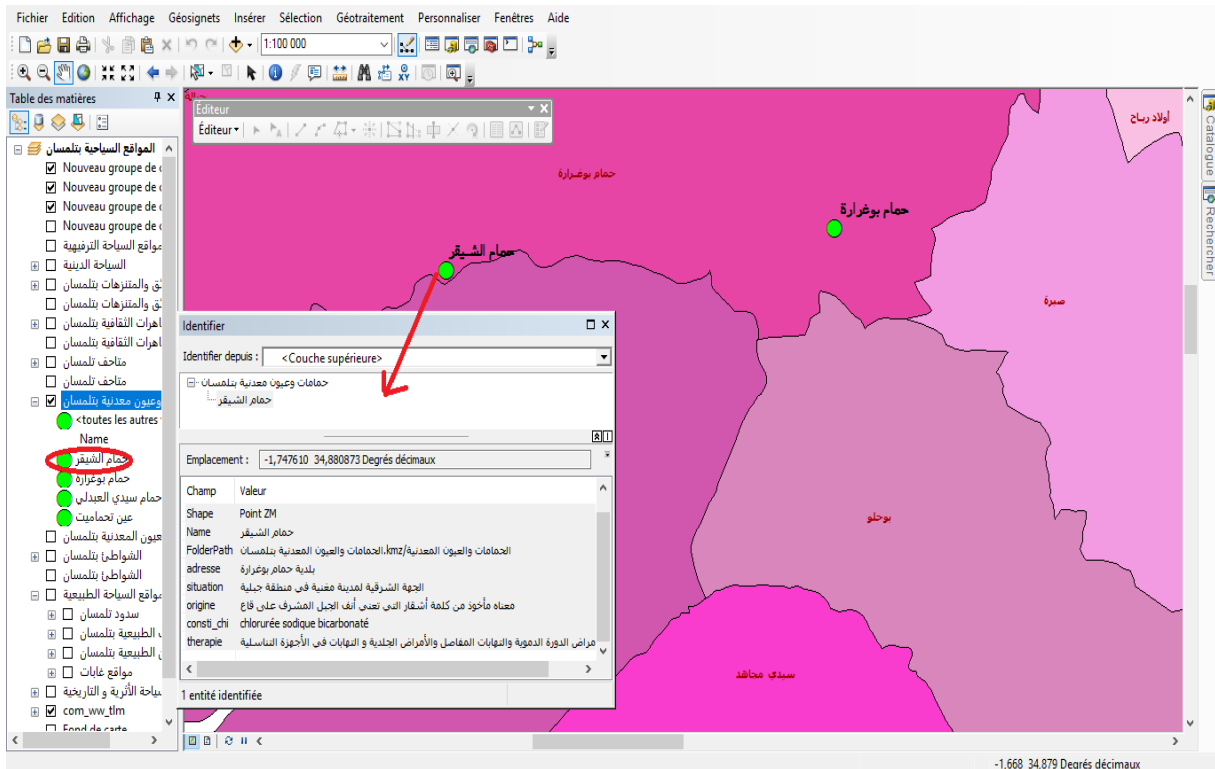 Fichier Edition Affichage Géosignets Insérer Sélection Géotraitement Personnaliser Fenêtres Aide
1:100 000
Table des matières
المواقع السياحية بتلمسان
Nouveau groupe de
Nouveau groupe de
Nouveau groupe de
Nouveau groupe de
مواقع السياحة الترفيهية
السياحة الدينية
ئق والمتنزهات بتلمسان
ئق والمتنزهات بتلمسان
اهرات الثقافية بتلمسان
اهرات الثقافية بتلمسان
متاحف تلمسان
متاحف تلمسان
وعيون معدنية بتلمسان
<toutes les autres
Name
حمام الشيقر
حمام بوغرارة
حمام سيدي العبدلي
عين تحماميت
عيون المعدنية بتلمسان
الشواطئ بتلمسان
الشواطئ بتلمسان
مواقع السياحة الطبيعية
سدود تلمسان
الطبيعية بتلمسان
الطبيعية بتلمسان
مواقع غابات
سياحة الأثرية و التاريخية
com_ww_tlm
Fond de carte
Éditeur
Éditeur
أولاد رياح
حمام بوغرارة
حمام بوغرارة
حمام الشيقر
صبرة
بوحلو
سيدي مجاهد
Identifier
Identifier depuis : <Couche supérieure>
حمامات وعيون معدنية بتلمسان
حمام الشيقر
Emplacement : -1,747610 34,880873 Degrés décimaux
Champ Valeur
Shape Point ZM
Name حمام الشيقر
FolderPath الحمامات والعيون المعدنية/kmz.الحمامات والعيون المعدنية بتلمسان
adresse بلدية حمام بوغرارة
situation الجهة الشرقية لمدينة مغنية في منطقة جبلية
origine معناه مأخوذ من كلمة أشقار التي تعني أنف الجبل المشرف على قاع
consti_chi chlorurée sodique bicarbonaté
therapie مراض الدورة الدموية والتهابات المفاصل والأمراض الجلدية و التهابات في الأجهزة التناسلية
1 entité identifiée
Catalogue
Rechercher
-1,668 34,879 Degrés décimaux